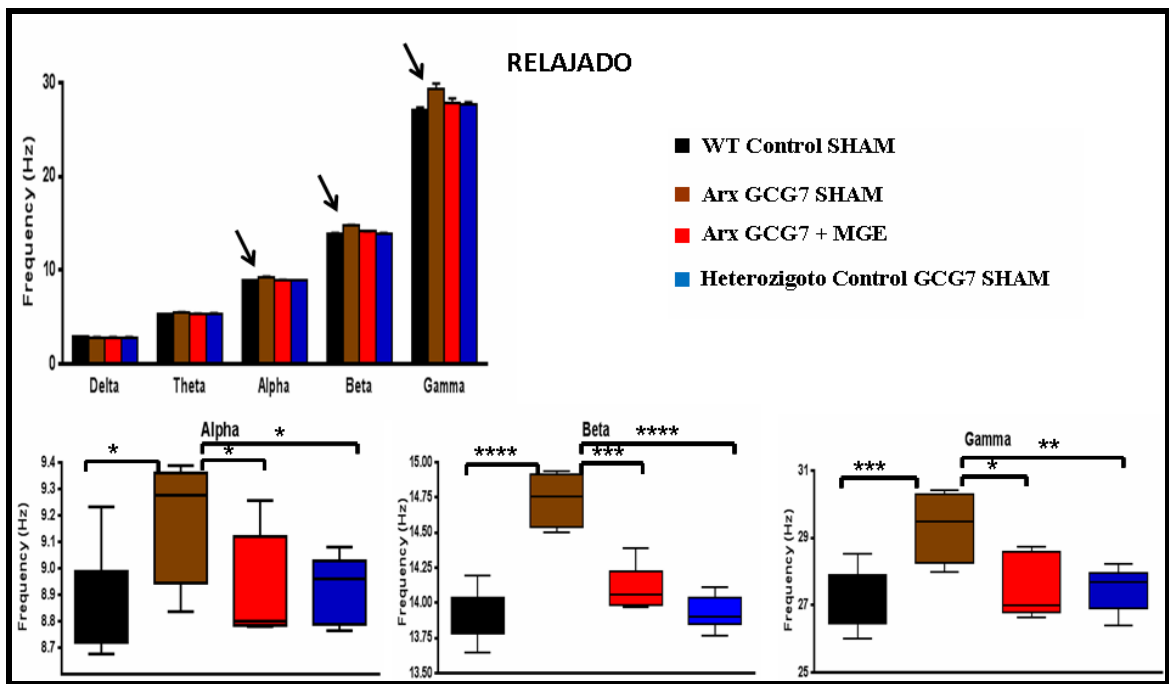 RELAJADO
Frequency (Hz)
30
20
10
0
Delta Theta Alpha Beta Gamma
WT Control SHAM
Arx GCG7 SHAM
Arx GCG7 + MGE
Heterozigoto Control GCG7 SHAM
Alpha
* * *
Frequency (Hz)
9.4
9.3
9.2
9.1
9.0
8.9
8.8
8.7
Beta
**** *** ****
Frequency (Hz)
15.00
14.75
14.50
14.25
14.00
13.75
13.50
Gamma
*** * **
Frequency (Hz)
31
29
27
25